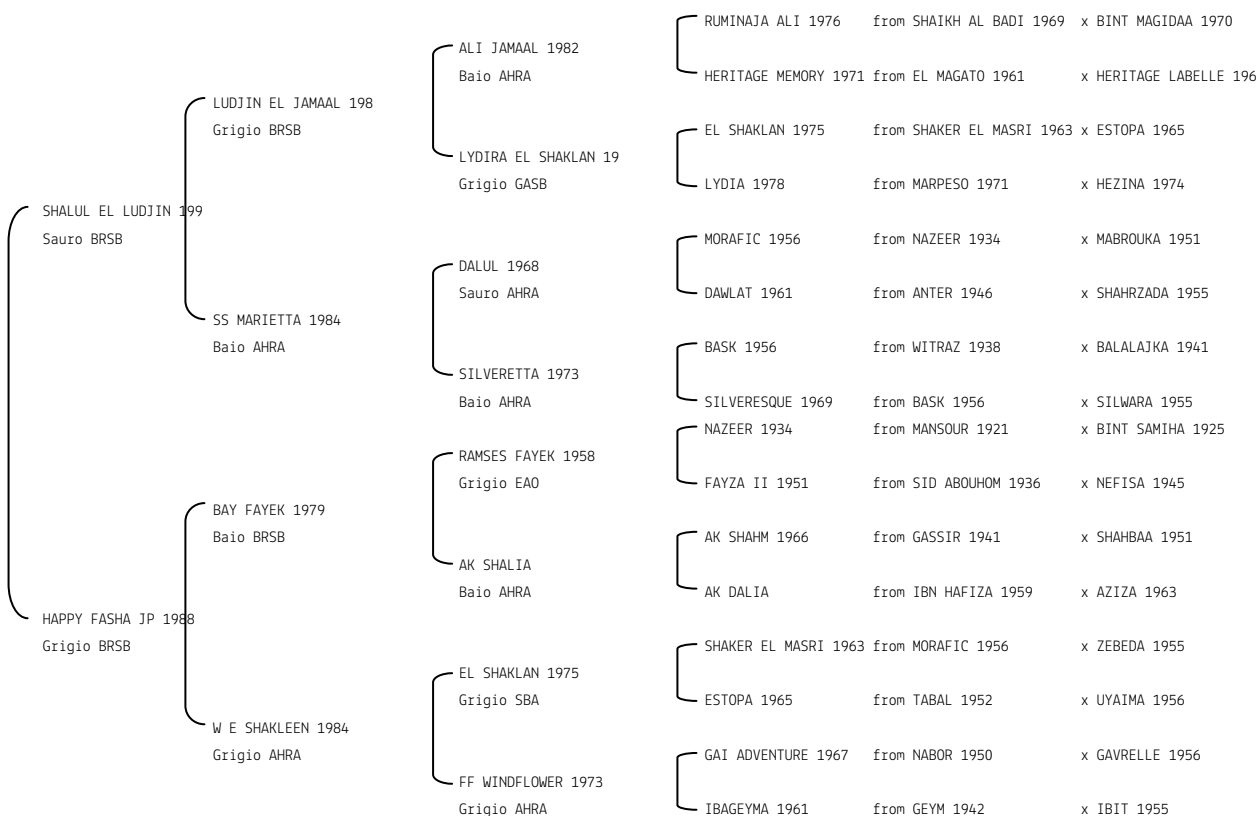 RUMINAJA ALI 1976 from SHAIKH AL BADI 1969 x BINT MAGIDAA 1970
ALI JAMAAL 1982
Baio AHRA
HERITAGE MEMORY 1971 from EL MAGATO 1961 x HERITAGE LABELLE 196
LUDJIN EL JAMAAL 198
Grigio BRSB
EL SHAKLAN 1975 from SHAKER EL MASRI 1963 x ESTOPA 1965
LYDIRA EL SHAKLAN 19
Grigio GASB
LYDIA 1978 from MARPESO 1971 x HEZINA 1974
SHALUL EL LUDJIN 199
Sauro BRSB
MORAFIC 1956 from NAZEER 1934 x MABROUKA 1951
DALUL 1968
Sauro AHRA
DAWLAT 1961 from ANTER 1946 x SHAHRZADA 1955
SS MARIETTA 1984
Baio AHRA
BASK 1956 from WITRAZ 1938 x BALALAJKA 1941
SILVERETTA 1973
Baio AHRA
SILVERESQUE 1969 from BASK 1956 x SILWARA 1955
NAZEER 1934 from MANSOUR 1921 x BINT SAMIHA 1925
RAMSES FAYEK 1958
Grigio EAO
FAYZA II 1951 from SID ABOUHOM 1936 x NEFISA 1945
BAY FAYEK 1979
Baio BRSB
AK SHAHM 1966 from GASSIR 1941 x SHAHBAA 1951
AK SHALIA
Baio AHRA
AK DALIA from IBN HAFIZA 1959 x AZIZA 1963
HAPPY FASHA JP 1988
Grigio BRSB
SHAKER EL MASRI 1963 from MORAFIC 1956 x ZEBEDA 1955
EL SHAKLAN 1975
Grigio SBA
ESTOPA 1965 from TABAL 1952 x UYAIMA 1956
W E SHAKLEEN 1984
Grigio AHRA
GAI ADVENTURE 1967 from NABOR 1950 x GAVRELLE 1956
FF WINDFLOWER 1973
Grigio AHRA
IBAGEYMA 1961 from GEYM 1942 x IBIT 1955